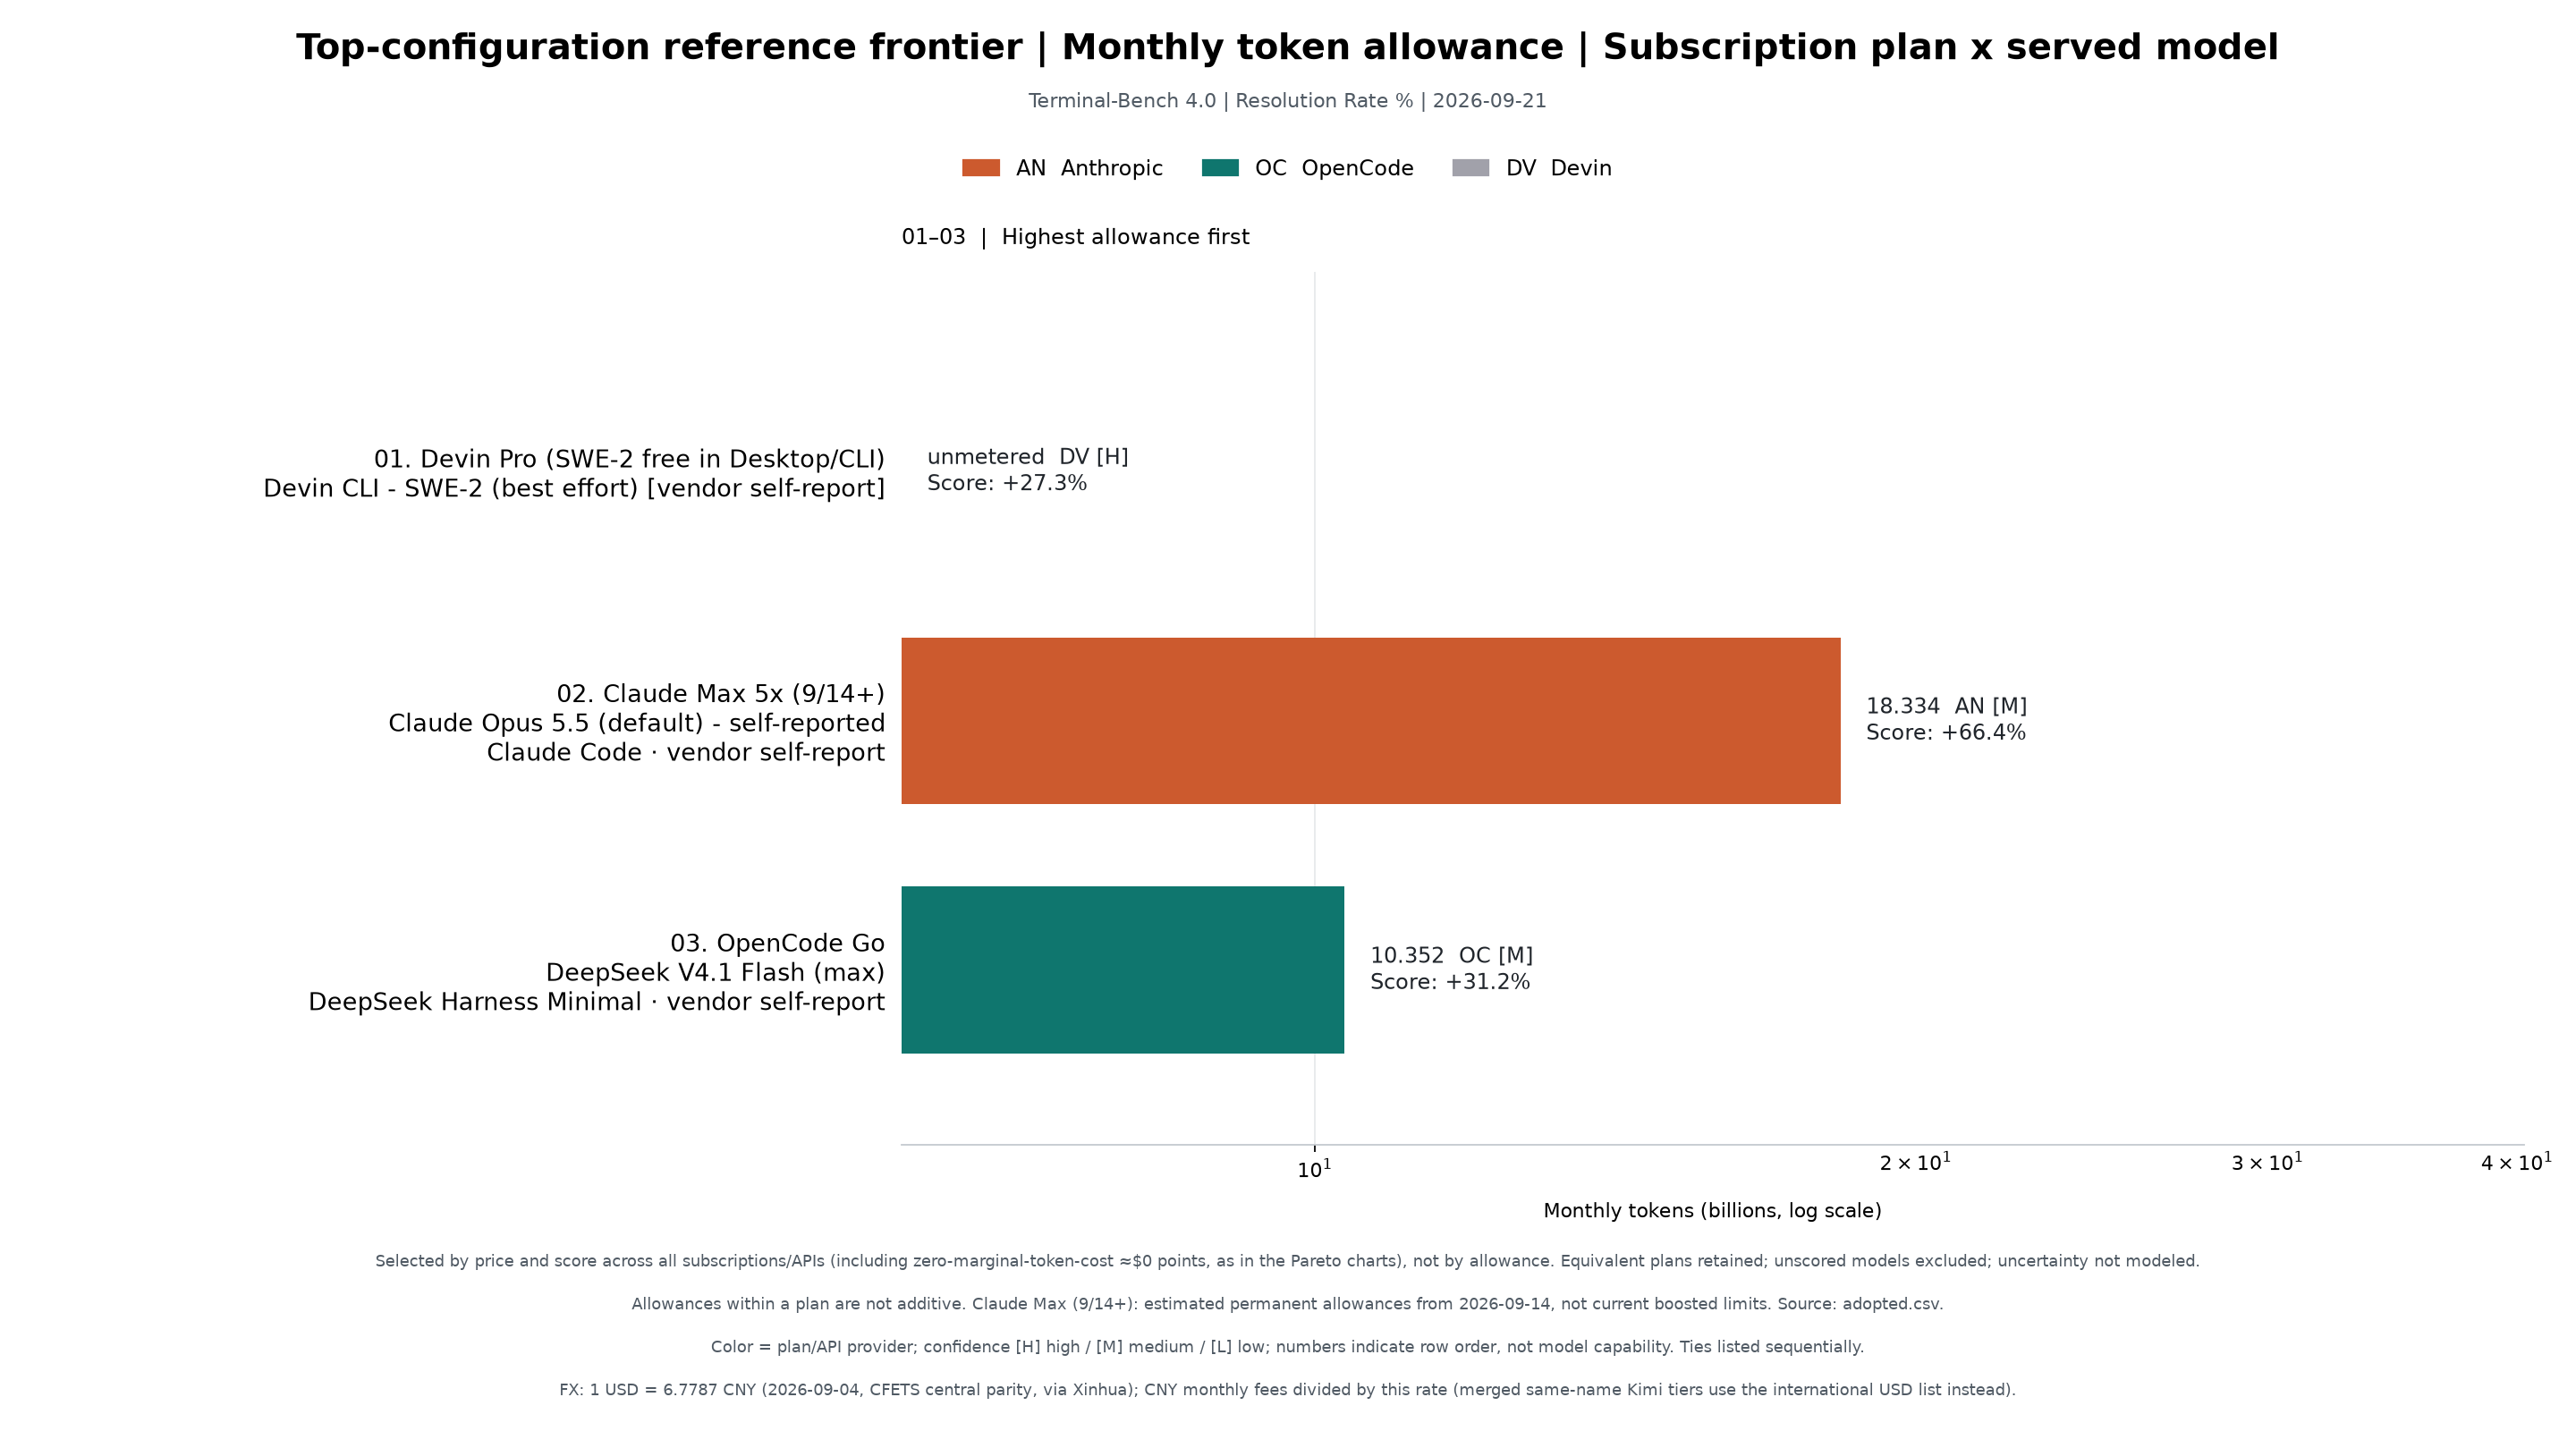 Top-configuration reference frontier | Monthly token allowance | Subscription plan x served model
Terminal-Bench 4.0 | Resolution Rate % | 2026-09-21
AN Anthropic OC OpenCode DV Devin
01–03 | Highest allowance first
01. Devin Pro (SWE-2 free in Desktop/CLI)
Devin CLI - SWE-2 (best effort) [vendor self-report]
unmetered DV [H]
Score: +27.3%
02. Claude Max 5x (9/14+)
Claude Opus 5.5 (default) - self-reported
Claude Code · vendor self-report
18.334 AN [M]
Score: +66.4%
03. OpenCode Go
DeepSeek V4.1 Flash (max)
DeepSeek Harness Minimal · vendor self-report
10.352 OC [M]
Score: +31.2%
10¹ 2 × 10¹ 3 × 10¹ 4 × 10¹
Monthly tokens (billions, log scale)
Selected by price and score across all subscriptions/APIs (including zero-marginal-token-cost ≈$0 points, as in the Pareto charts), not by allowance. Equivalent plans retained; unscored models excluded; uncertainty not modeled.
Allowances within a plan are not additive. Claude Max (9/14+): estimated permanent allowances from 2026-09-14, not current boosted limits. Source: adopted.csv.
Color = plan/API provider; confidence [H] high / [M] medium / [L] low; numbers indicate row order, not model capability. Ties listed sequentially.
FX: 1 USD = 6.7787 CNY (2026-09-04, CFETS central parity, via Xinhua); CNY monthly fees divided by this rate (merged same-name Kimi tiers use the international USD list instead).